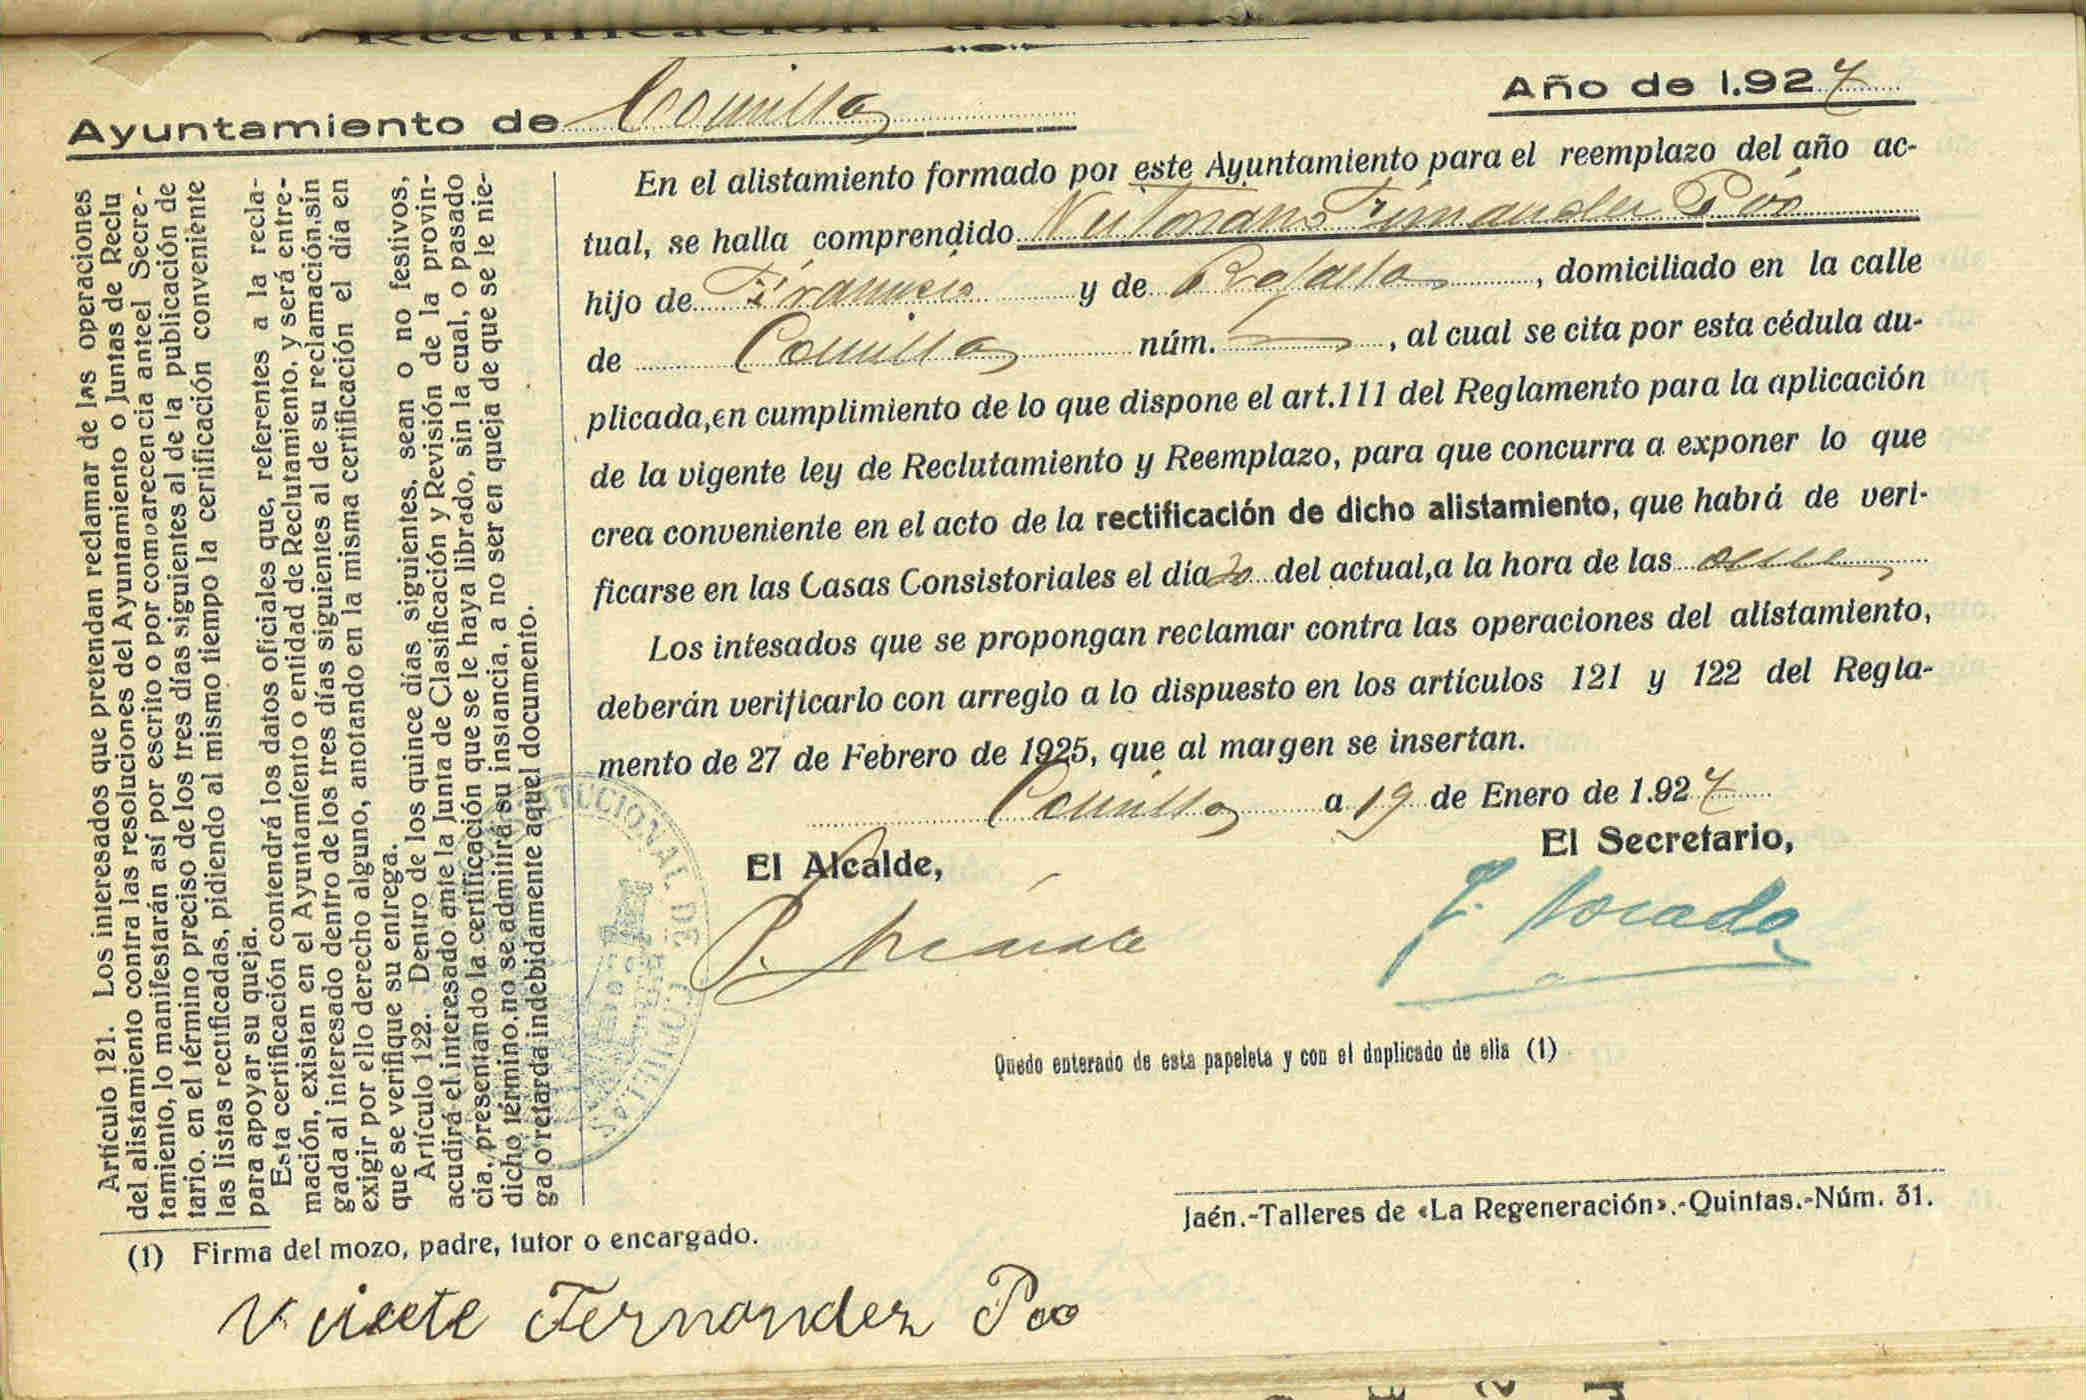 Rectificación del alistamiento
Ayuntamiento de Comillas
Año de 1.927
En el alistamiento formado por este Ayuntamiento para el reemplazo del año ac-
tual, se halla comprendido Victoriano Fernandez Póo
hijo de Francisco y de Rafaela, domiciliado en la calle
de Comillas núm. , al cual se cita por esta cédula du-
plicada, en cumplimiento de lo que dispone el art. 111 del Reglamento para la aplicación
de la vigente ley de Reclutamiento y Reemplazo, para que concurra a exponer lo que
crea conveniente en el acto de la rectificación de dicho alistamiento, que habrá de veri-
ficarse en las Casas Consistoriales el día 30 del actual, a la hora de las once
Los intesados que se propongan reclamar contra las operaciones del alistamiento,
deberán verificarlo con arreglo a lo dispuesto en los artículos 121 y 122 del Regla-
mento de 27 de Febrero de 1925, que al margen se insertan.
Comillas a 19 de Enero de 1.927
El Alcalde,
El Secretario,
Quedo enterado de esta papeleta y con el duplicado de ella (1)
Jaén.-Talleres de «La Regeneración».-Quintas.-Núm. 31.
Artículo 121. Los interesados que pretendan reclamar de las operaciones
del alistamiento contra las resoluciones del Ayuntamiento o Juntas de Reclu
tamiento, lo manifestarán así por escrito o por comoarecencia anteel Secre-
tario. en el término preciso de los tres días siguientes al de la publicación de
las listas rectificadas, pidiendo al mismo tiempo la certificación conveniente
para apoyar su queja.
Esta certificación contendrá los datos oficiales que, referentes a la recla-
mación, existan en el Ayuntamiento o entidad de Reclutamiento, y será entre-
gada al interesado dentro de los tres días siguientes al de su reclamación, sin
exigir por ello derecho alguno, anotando en la misma certificación el día en
que se verifique su entrega.
Artículo 122. Dentro de los quince días siguientes, sean o no festivos,
acudirá el interesado ante la Junta de Clasificación y Revisión de la provin-
cia, presentando la certificación que se le haya librado, sin la cual, o pasado
dicho término, no se admitirá su instancia, a no ser en queja de que se le nie-
ga o retarda indebidamente aquel documento.
(1) Firma del mozo, padre, tutor o encargado.
Vicete Fernandez Poo